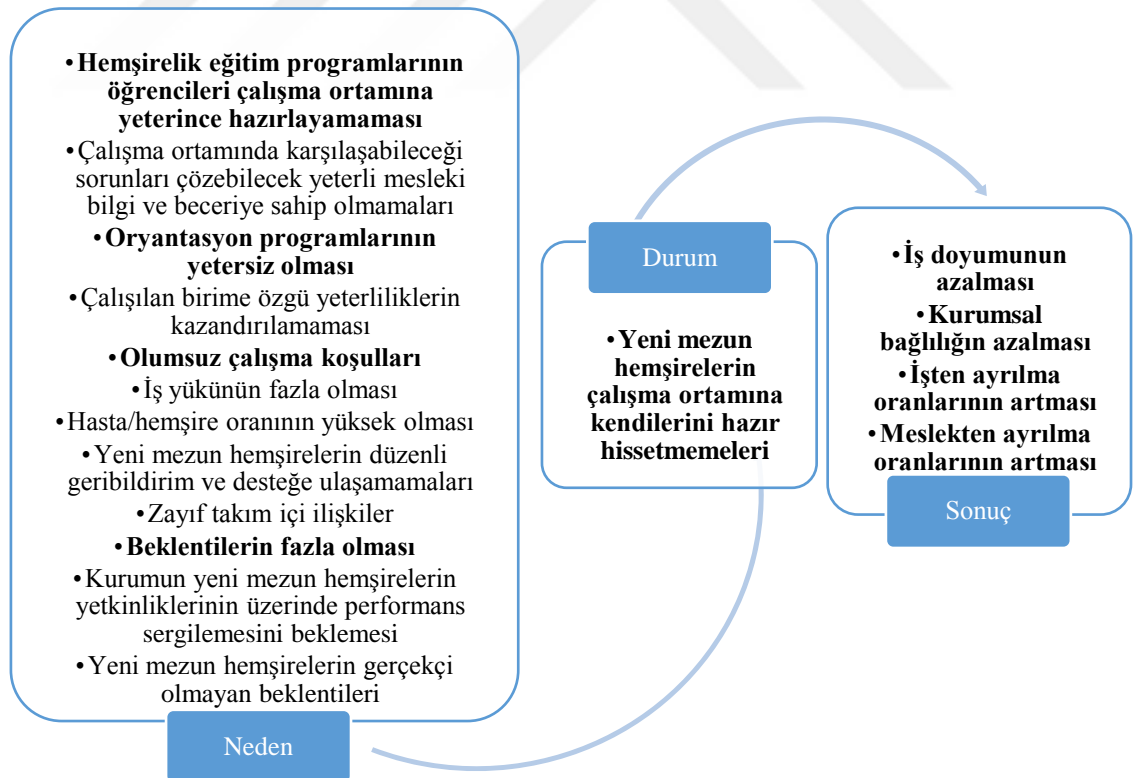 •Hemşirelik eğitim programlarının
öğrencileri çalışma ortamına
yeterince hazırlayamaması
•Çalışma ortamında karşılaşabileceği
sorunları çözebilecek yeterli mesleki
bilgi ve beceriye sahip olmamaları
•Oryantasyon programlarının
yetersiz olması
•Çalışılan birime özgü yeterliliklerin
kazandırılamaması
•Olumsuz çalışma koşulları
•İş yükünün fazla olması
•Hasta/hemşire oranının yüksek olması
•Yeni mezun hemşirelerin düzenli
geribildirim ve desteğe ulaşamamaları
•Zayıf takım içi ilişkiler
•Beklentilerin fazla olması
•Kurumun yeni mezun hemşirelerin
yetkinliklerinin üzerinde performans
sergilemesini beklemesi
•Yeni mezun hemşirelerin gerçekçi
olmayan beklentileri
Neden
Durum
•Yeni mezun
hemşirelerin
çalışma ortamına
kendilerini hazır
hissetmemeleri
•İş doyumunun
azalması
•Kurumsal
bağlılığın azalması
•İşten ayrılma
oranlarının artması
•Meslekten ayrılma
oranlarının artması
Sonuç